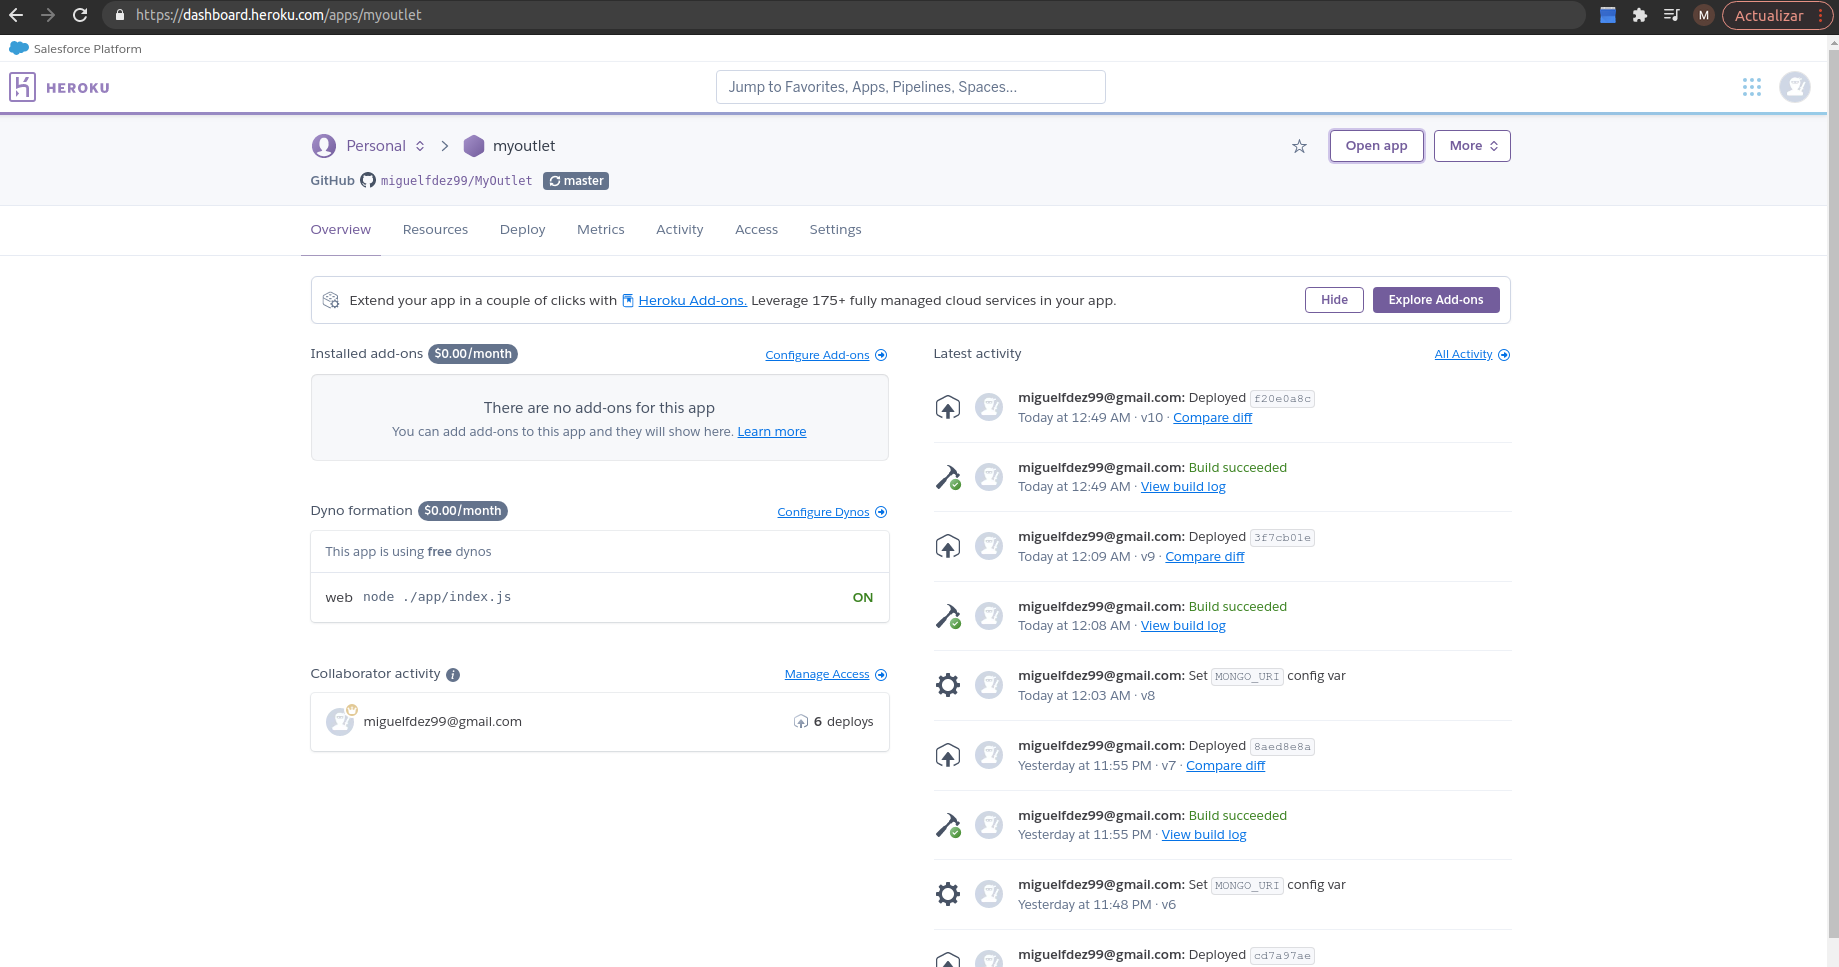 https://dashboard.heroku.com/apps/myoutlet
M
Actualizar
Salesforce Platform
HEROKU
Jump to Favorites, Apps, Pipelines, Spaces...
Personal
myoutlet
Open app
More
GitHub miguelfdez99/MyOutlet master
Overview Resources Deploy Metrics Activity Access Settings
Extend your app in a couple of clicks with Heroku Add-ons. Leverage 175+ fully managed cloud services in your app.
Hide
Explore Add-ons
Installed add-ons $0.00/month
Configure Add-ons
There are no add-ons for this app
You can add add-ons to this app and they will show here. Learn more
Dyno formation $0.00/month
Configure Dynos
This app is using free dynos
web node ./app/index.js ON
Collaborator activity
Manage Access
miguelfdez99@gmail.com 6 deploys
Latest activity
All Activity
miguelfdez99@gmail.com: Deployed f20e0a8c
Today at 12:49 AM · v10 · Compare diff
miguelfdez99@gmail.com: Build succeeded
Today at 12:49 AM · View build log
miguelfdez99@gmail.com: Deployed 3f7cb01e
Today at 12:09 AM · v9 · Compare diff
miguelfdez99@gmail.com: Build succeeded
Today at 12:08 AM · View build log
miguelfdez99@gmail.com: Set MONGO_URI config var
Today at 12:03 AM · v8
miguelfdez99@gmail.com: Deployed 8aed8e8a
Yesterday at 11:55 PM · v7 · Compare diff
miguelfdez99@gmail.com: Build succeeded
Yesterday at 11:55 PM · View build log
miguelfdez99@gmail.com: Set MONGO_URI config var
Yesterday at 11:48 PM · v6
miguelfdez99@gmail.com: Deployed cd7a97ae